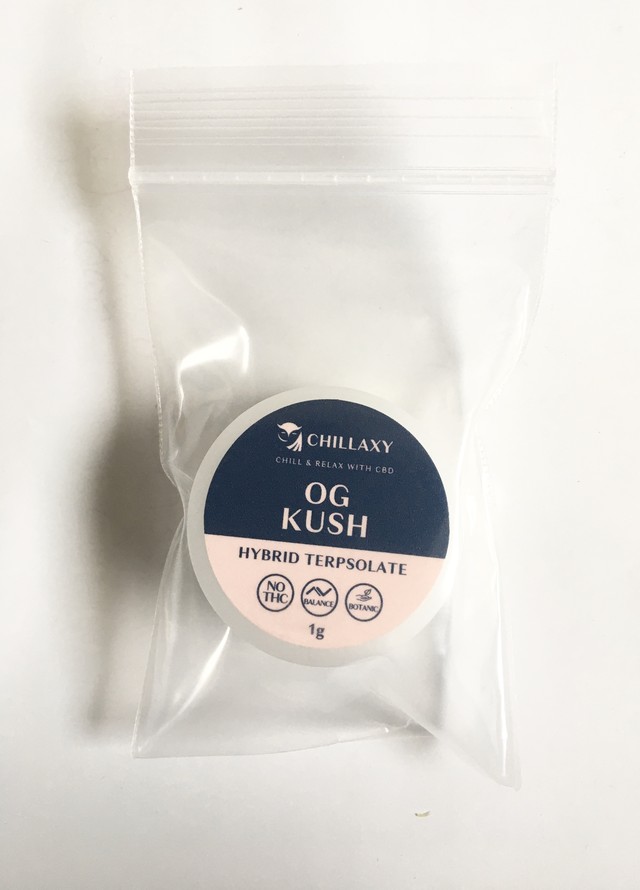 CHILLAXY
CHILL & RELAX WITH CBD
OG
KUSH
HYBRID TERPSOLATE
NO
THC
BALANCE
BOTANIC
1g